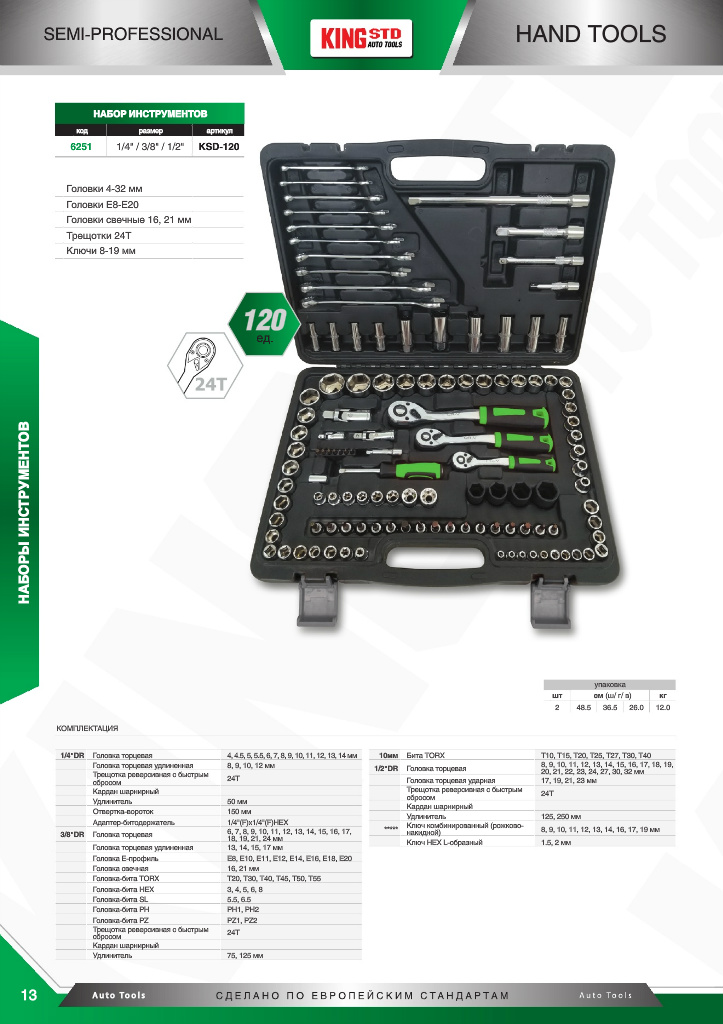 SEMI-PROFESSIONAL
KING STD
AUTO TOOLS
HAND TOOLS
НАБОР ИНСТРУМЕНТОВ
код размер артикул
6251 1/4" / 3/8" / 1/2" KSD-120
Головки 4-32 мм
Головки E8-E20
Головки свечные 16, 21 мм
Трещотки 24T
Ключи 8-19 мм
120
ед.
24T
НАБОРЫ ИНСТРУМЕНТОВ
упаковка
шт см (ш/ г/ в) кг
2 48.5 36.5 26.0 12.0
КОМПЛЕКТАЦИЯ
1/4"DR Головка торцевая 4, 4.5, 5, 5.5, 6, 7, 8, 9, 10, 11, 12, 13, 14 мм
Головка торцевая удлиненная 8, 9, 10, 12 мм
Трещотка реверсивная с быстрым сбросом 24T
Кардан шарнирный
Удлинитель 50 мм
Отвертка-вороток 150 мм
Адаптер-битодержатель 1/4"(F)x1/4"(F)HEX
3/8"DR Головка торцевая 6, 7, 8, 9, 10, 11, 12, 13, 14, 15, 16, 17,
18, 19, 21, 24 мм
Головка торцевая удлиненная 13, 14, 15, 17 мм
Головка E-профиль E8, E10, E11, E12, E14, E16, E18, E20
Головка свечная 16, 21 мм
Головка-бита TORX T20, T30, T40, T45, T50, T55
Головка-бита HEX 3, 4, 5, 6, 8
Головка-бита SL 5.5, 6.5
Головка-бита PH PH1, PH2
Головка-бита PZ PZ1, PZ2
Трещотка реверсивная с быстрым сбросом 24T
Кардан шарнирный
Удлинитель 75, 125 мм
10мм Бита TORX T10, T15, T20, T25, T27, T30, T40
1/2"DR Головка торцевая 8, 9, 10, 11, 12, 13, 14, 15, 16, 17, 18, 19,
20, 21, 22, 23, 24, 27, 30, 32 мм
Головка торцевая ударная 17, 19, 21, 23 мм
Трещотка реверсивная с быстрым сбросом 24T
Кардан шарнирный
Удлинитель 125, 250 мм
***** Ключ комбинированный (рожково-накидной) 8, 9, 10, 11, 12, 13, 14, 16, 17, 19 мм
Ключ HEX L-образный 1.5, 2 мм
13
Auto Tools
СДЕЛАНО ПО ЕВРОПЕЙСКИМ СТАНДАРТАМ
Auto Tools